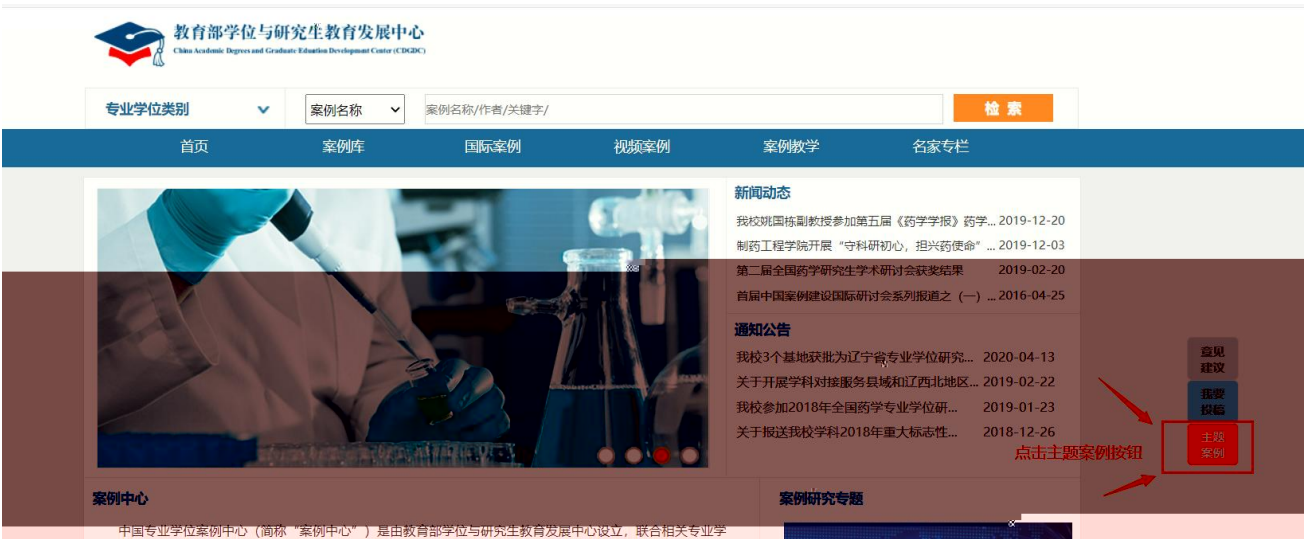 教育部学位与研究生教育发展中心
China Academic Degrees and Graduate Eduation Development Center (CDGDC)
专业学位类别
案例名称
案例名称/作者/关键字/
检 索
首页
案例库
国际案例
视频案例
案例教学
名家专栏
新闻动态
我校姚国栋副教授参加第五届《药学学报》药学... 2019-12-20
制药工程学院开展“守科研初心，担兴药使命”... 2019-12-03
第二届全国药学研究生学术研讨会获奖结果 2019-02-20
首届中国案例建设国际研讨会系列报道之（一）... 2016-04-25
通知公告
我校3个基地获批为辽宁省专业学位研究... 2020-04-13
关于开展学科对接服务县域和辽西北地区... 2019-02-22
我校参加2018年全国药学专业学位研... 2019-01-23
关于报送我校学科2018年重大标志性... 2018-12-26
意见
建议
我要
投稿
主题
案例
点击主题案例按钮
案例中心
中国专业学位案例中心（简称“案例中心”）是由教育部学位与研究生教育发展中心设立，联合相关专业学
案例研究专题